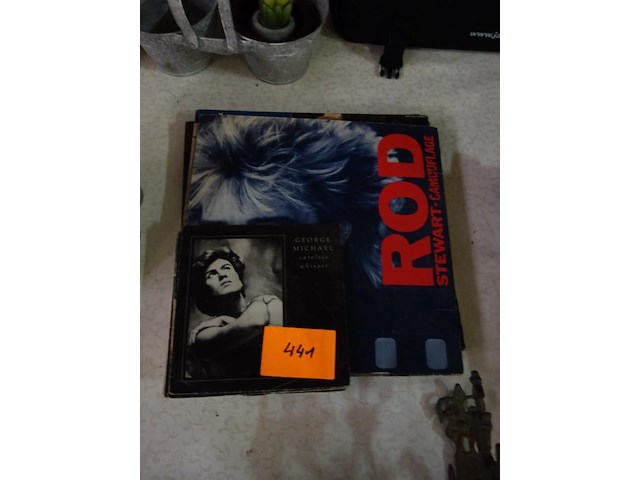 ROD
STEWART • CAMOUFLAGE
GEORGE
MICHAEL
careless
whisper
441